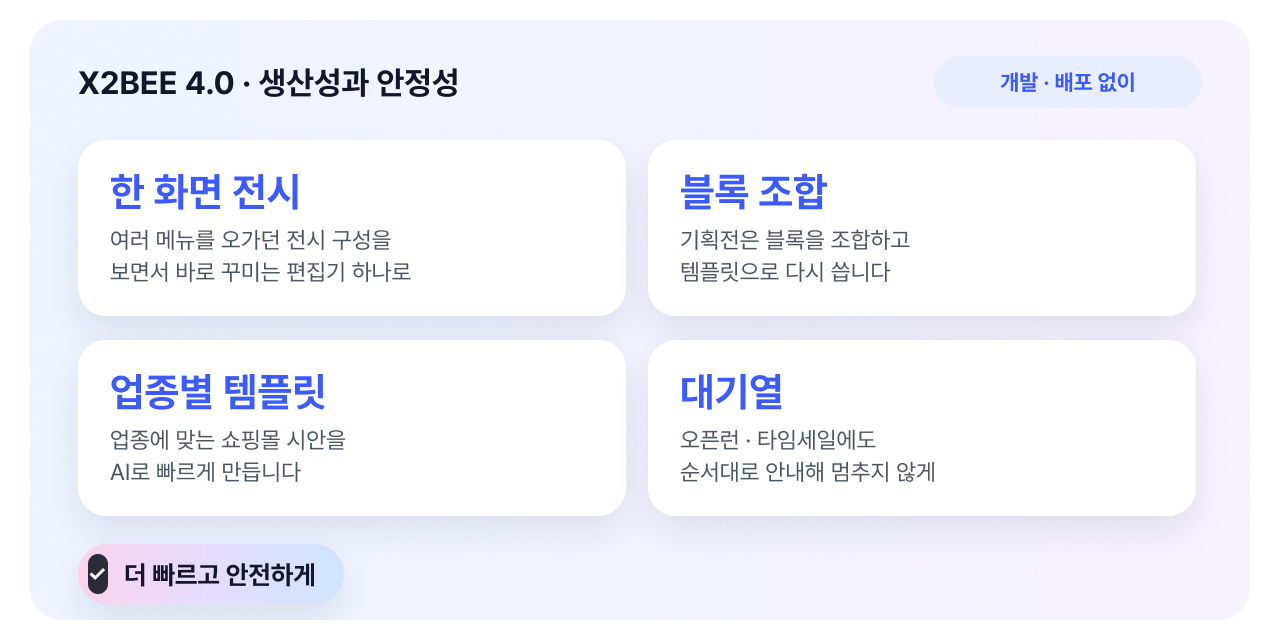 X2BEE 4.0 · 생산성과 안정성
개발 · 배포 없이
한 화면 전시
여러 메뉴를 오가던 전시 구성을
보면서 바로 꾸미는 편집기 하나로
블록 조합
기획전은 블록을 조합하고
템플릿으로 다시 씁니다
업종별 템플릿
업종에 맞는 쇼핑몰 시안을
AI로 빠르게 만듭니다
대기열
오픈런 · 타임세일에도
순서대로 안내해 멈추지 않게
더 빠르고 안전하게